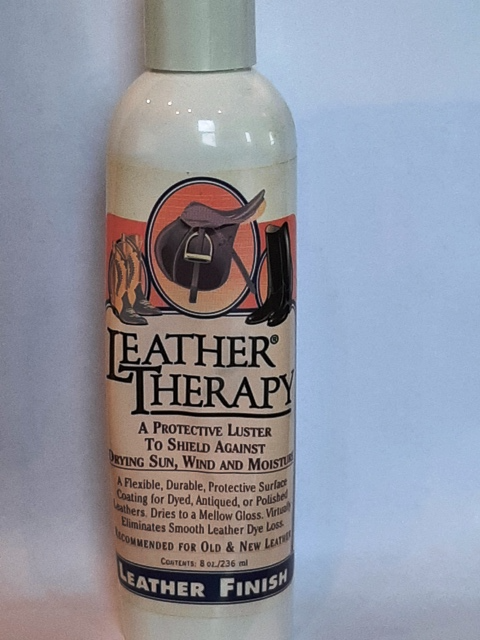 LEATHER®
THERAPY
A PROTECTIVE LUSTER
TO SHIELD AGAINST
DRYING SUN, WIND AND MOISTURE
A Flexible, Durable, Protective Surface
Coating for Dyed, Antiqued, or Polished
Leathers. Dries to a Mellow Gloss. Virtually
Eliminates Smooth Leather Dye Loss.
RECOMMENDED FOR OLD & NEW LEATHER
CONTENTS: 8 oz./236 ml
LEATHER FINISH